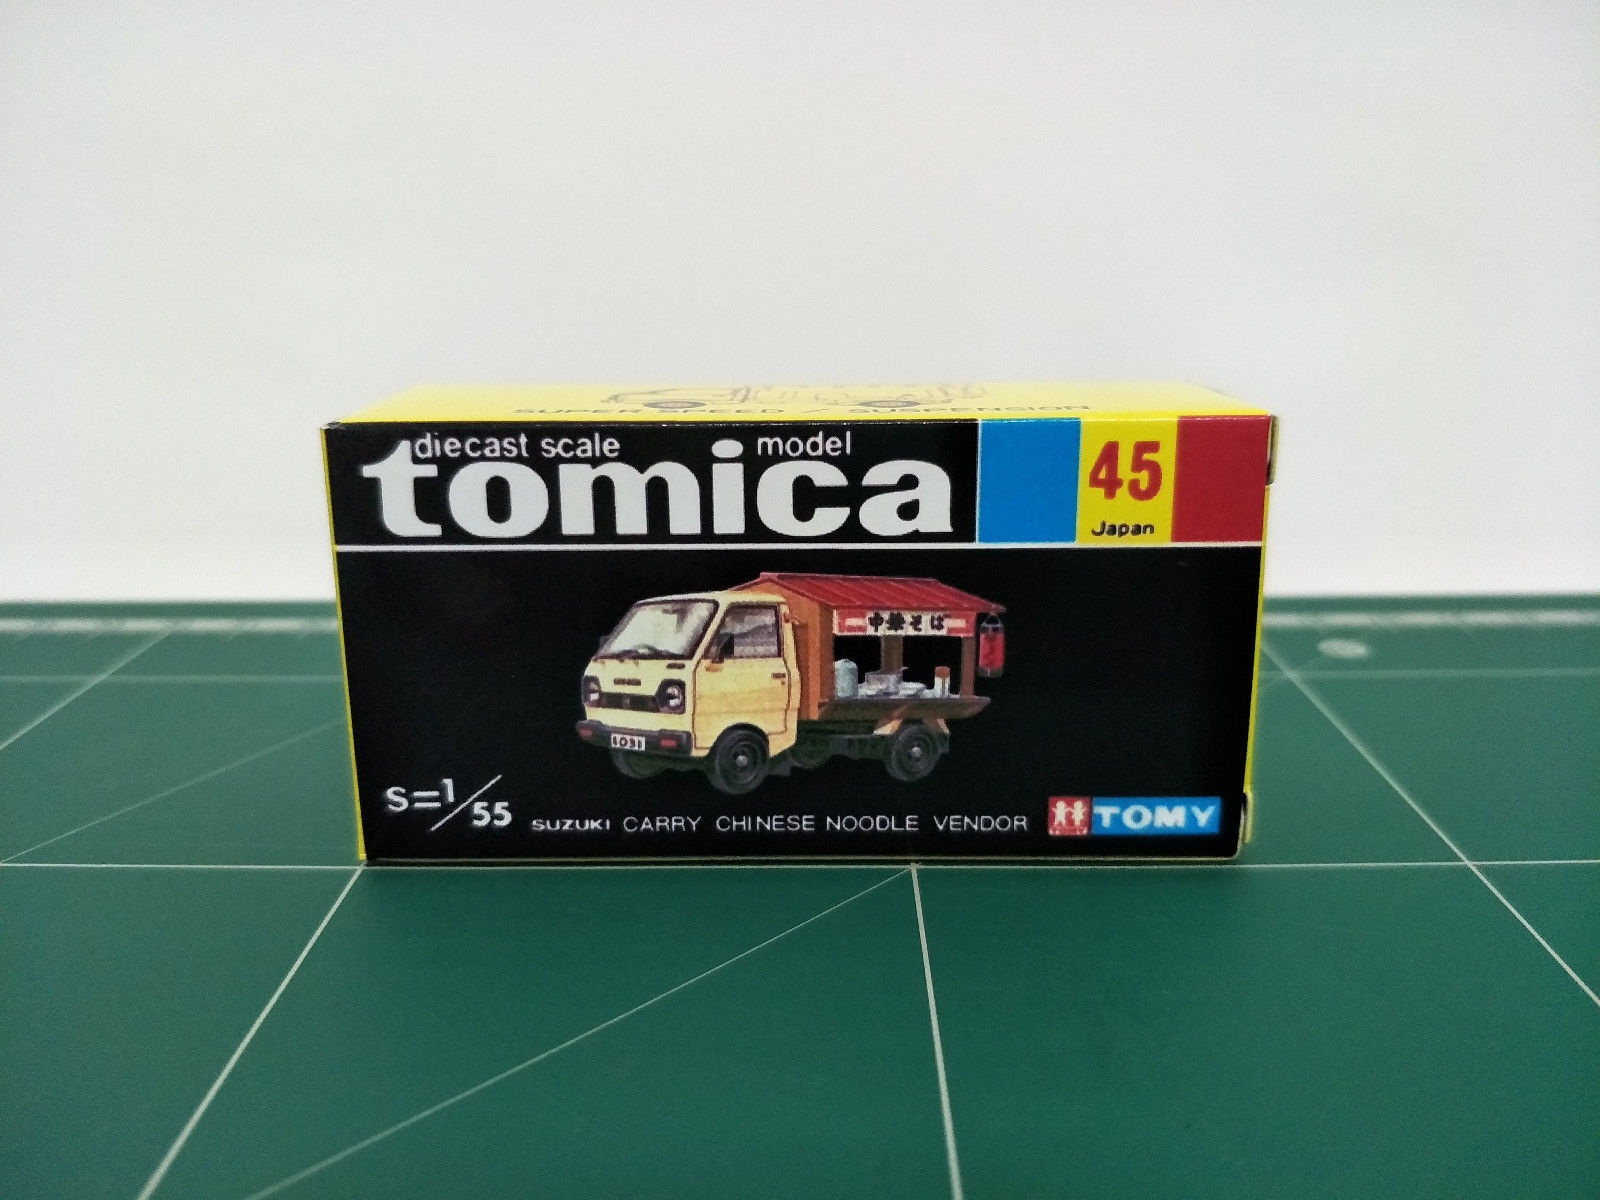 SUPER SPEED / SUSPENSION
diecast scale model
tomica
45
Japan
中華そば
S=1/55
SUZUKI CARRY CHINESE NOODLE VENDOR
TOMY